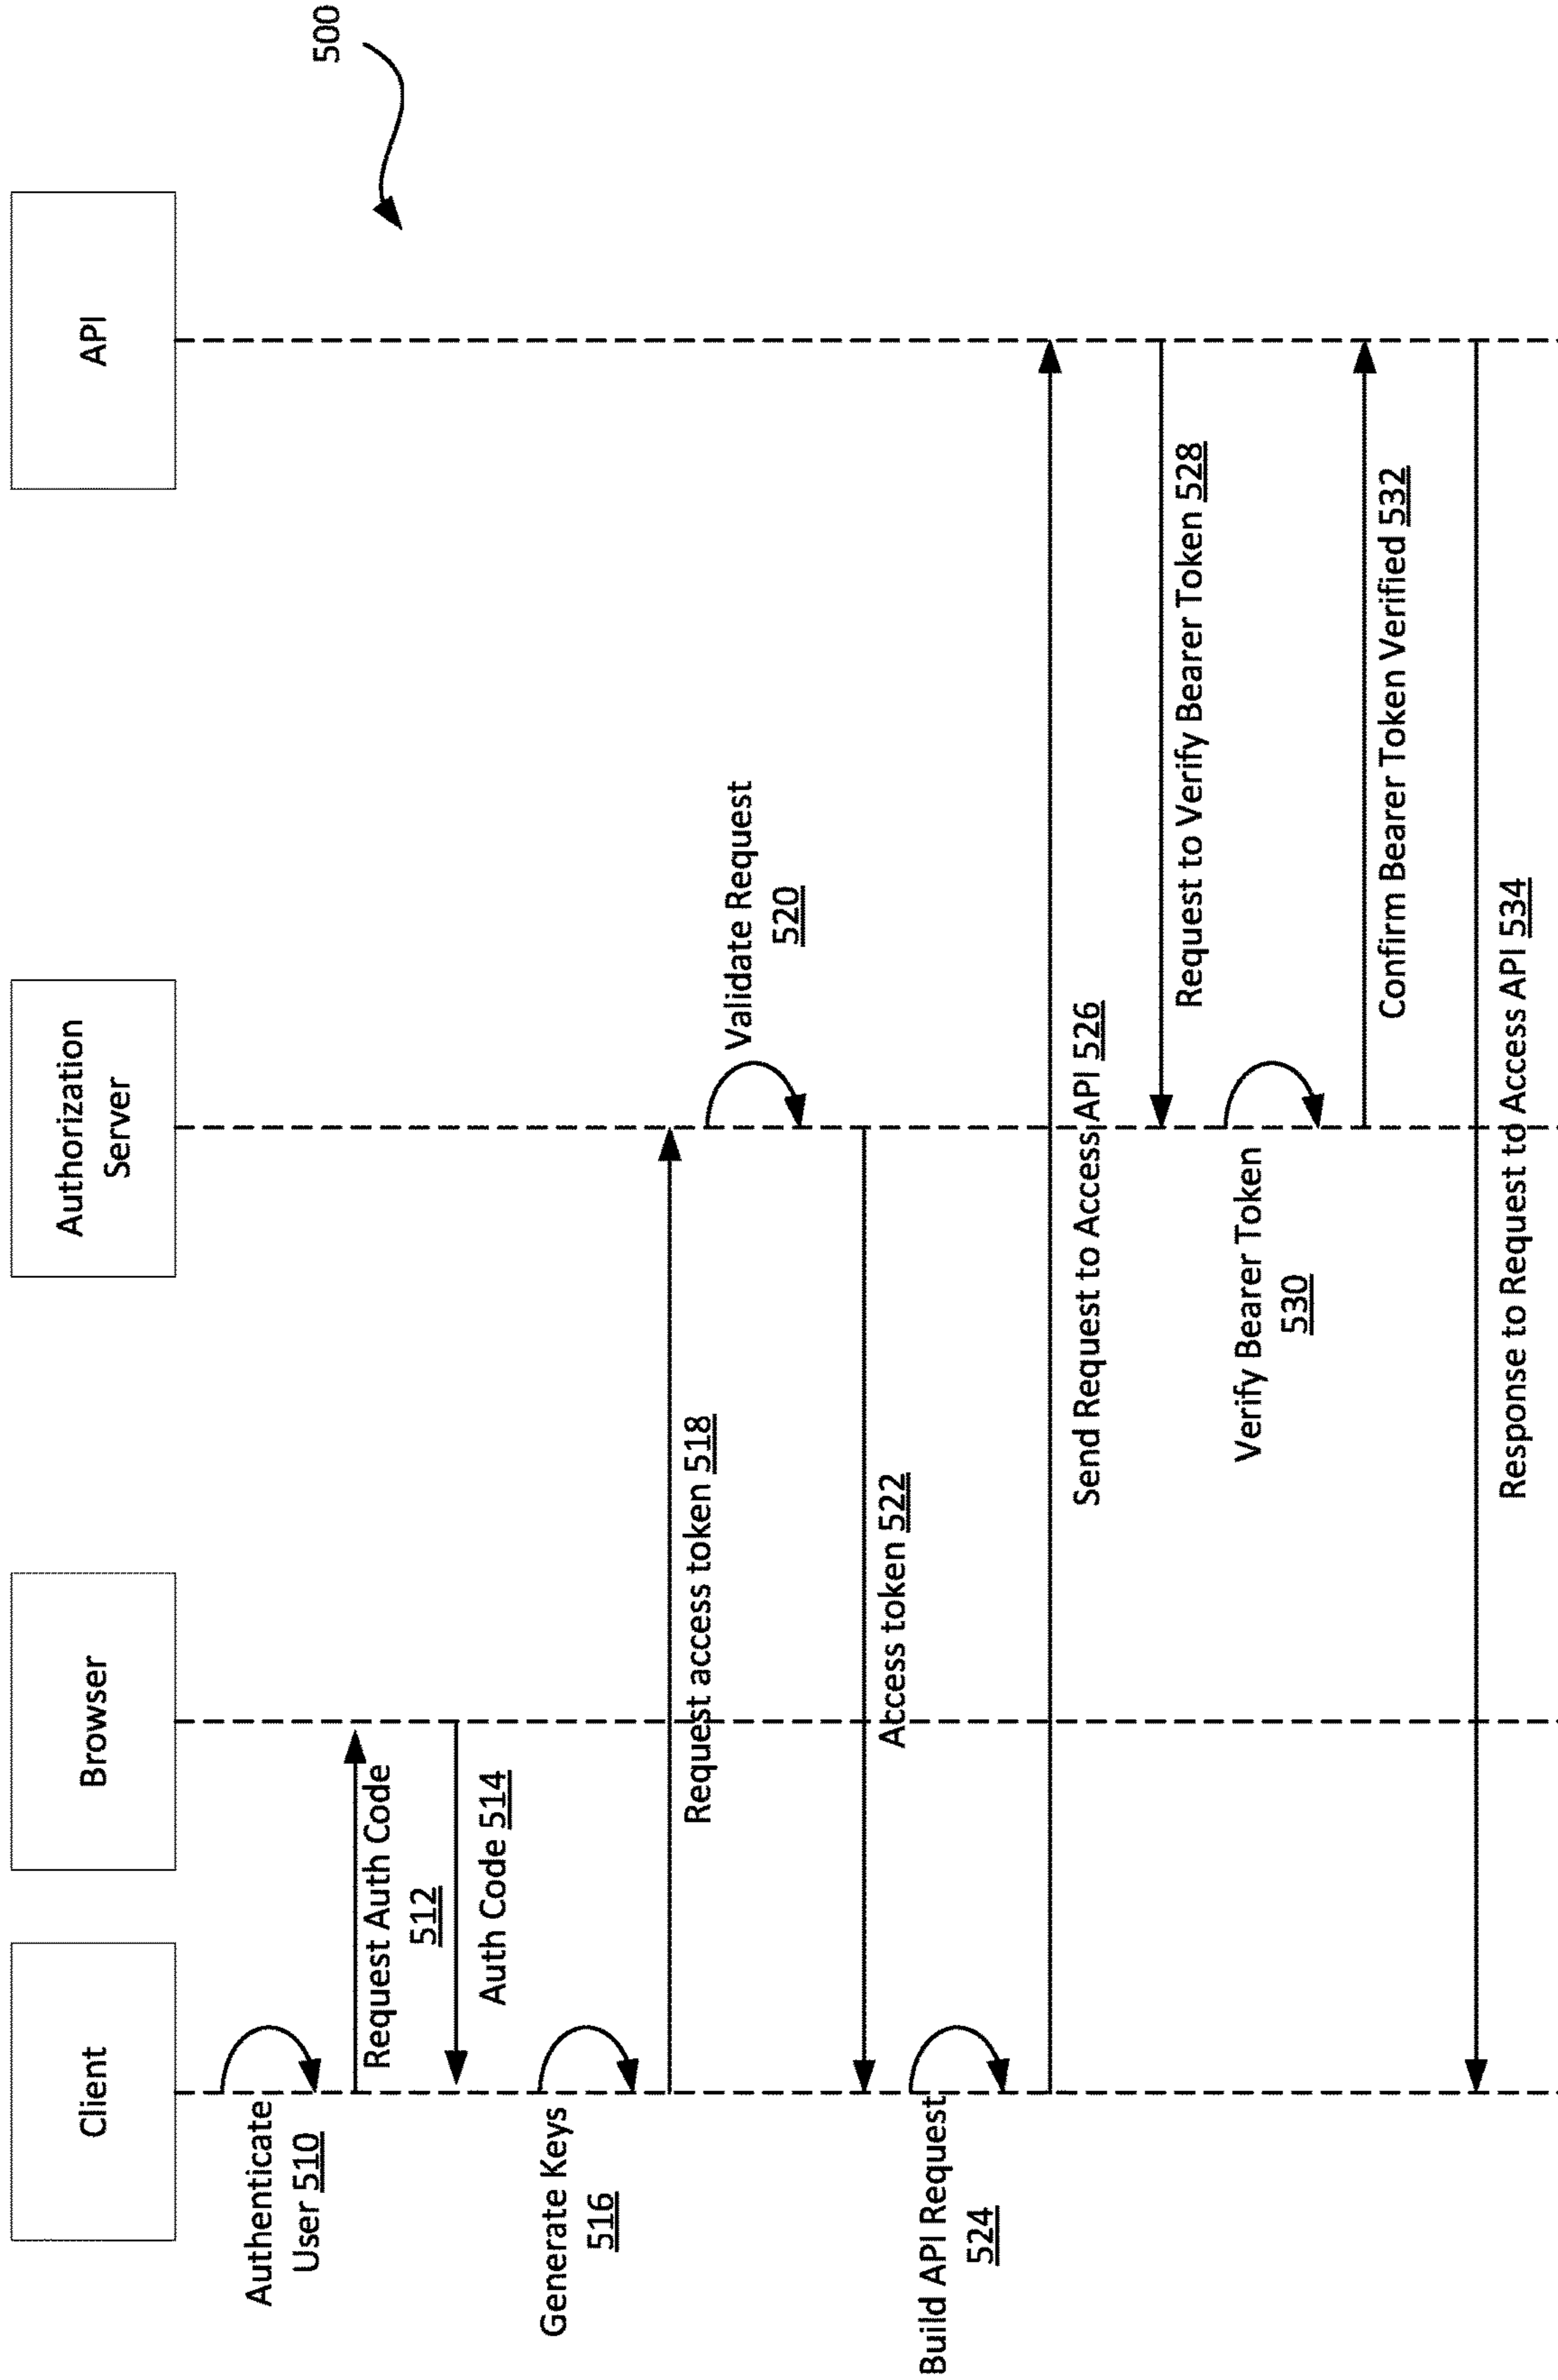 500
Client
Browser
Authorization
Server
API
Authenticate
User 510
Request Auth Code
512
Auth Code 514
Generate Keys
516
Request access token 518
Validate Request
520
Access token 522
Build API Request
524
Send Request to Access API 526
Request to Verify Bearer Token 528
Verify Bearer Token
530
Confirm Bearer Token Verified 532
Response to Request to Access API 534